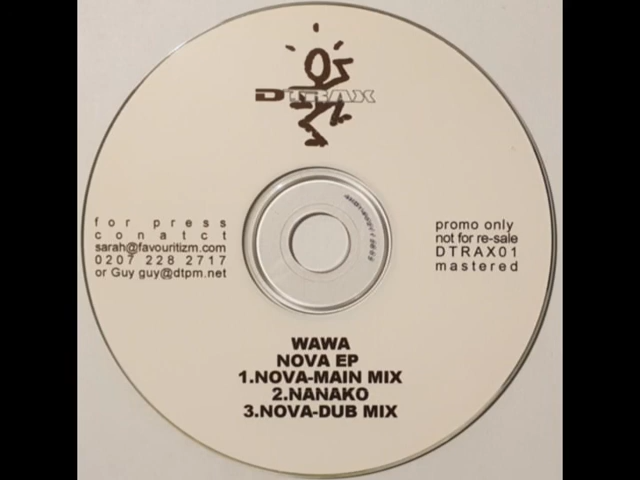 DTRAX
for press
conatct
sarah@favouritizm.com
0207 228 2717
or Guy guy@dtpm.net
promo only
not for re-sale
DTRAX01
mastered
WAWA
NOVA EP
1.NOVA-MAIN MIX
2.NANAKO
3.NOVA-DUB MIX